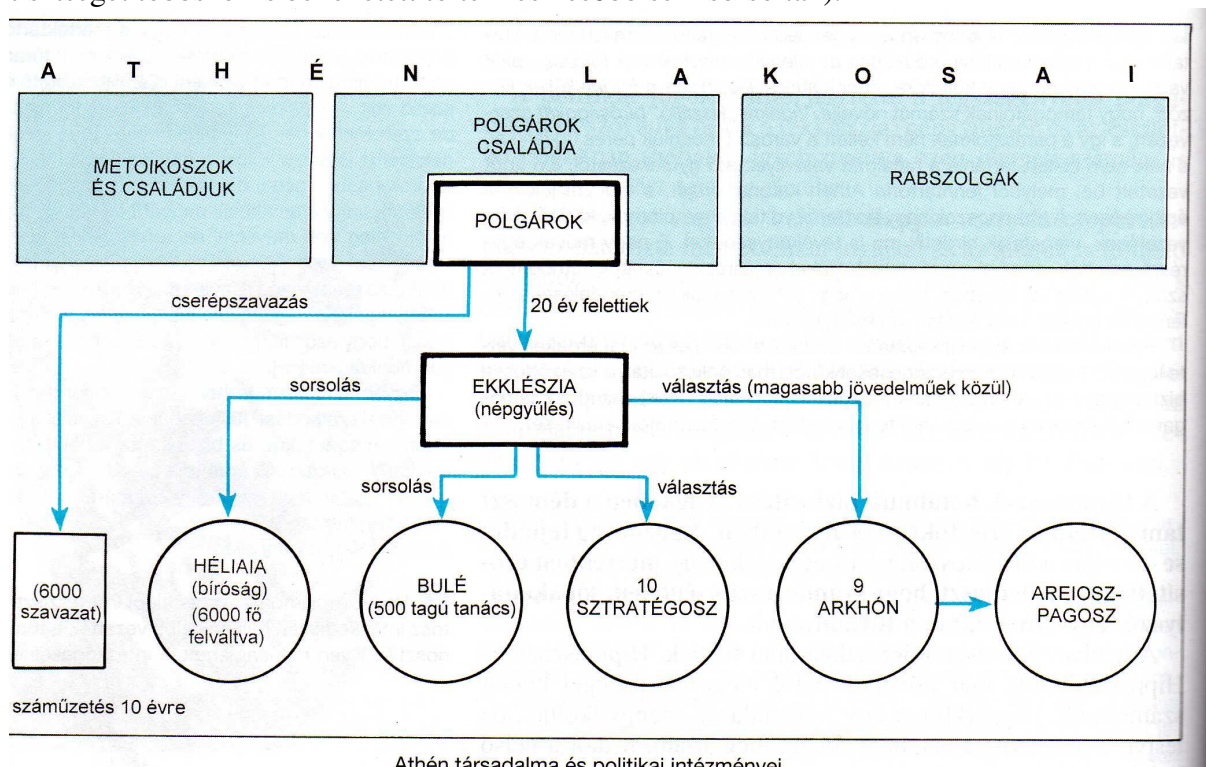 A T H É N L A K O S A I
METOIKOSZOK
ÉS CSALÁDJUK
POLGÁROK
CSALÁDJA
POLGÁROK
RABSZOLGÁK
cserépszavazás
20 év felettiek
sorsolás
EKKLÉSZIA
(népgyűlés)
választás (magasabb jövedelműek közül)
sorsolás
választás
(6000
szavazat)
HÉLIAIA
(bíróság)
(6000 fő
felváltva)
BULÉ
(500 tagú tanács)
10
SZTRATÉGOSZ
9
ARKHÓN
AREIOSZ-
PAGOSZ
száműzetés 10 évre
Athén társadalma és politikai intézményei